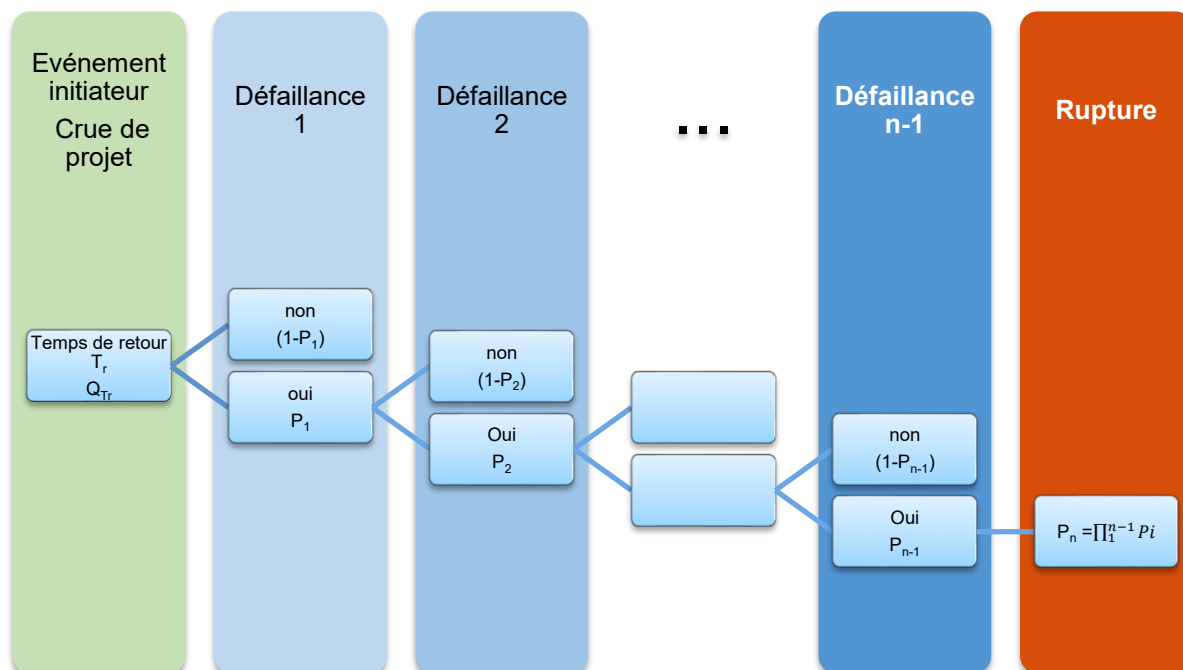 Evénement
initiateur
Crue de
projet
Défaillance
1
Défaillance
2
...
Défaillance
n-1
Rupture
Temps de retour
Tr
QTr
non
(1-P1)
oui
P1
non
(1-P2)
Oui
P2
non
(1-Pn-1)
Oui
Pn-1
Pn =∏₁ⁿ⁻¹ Pi